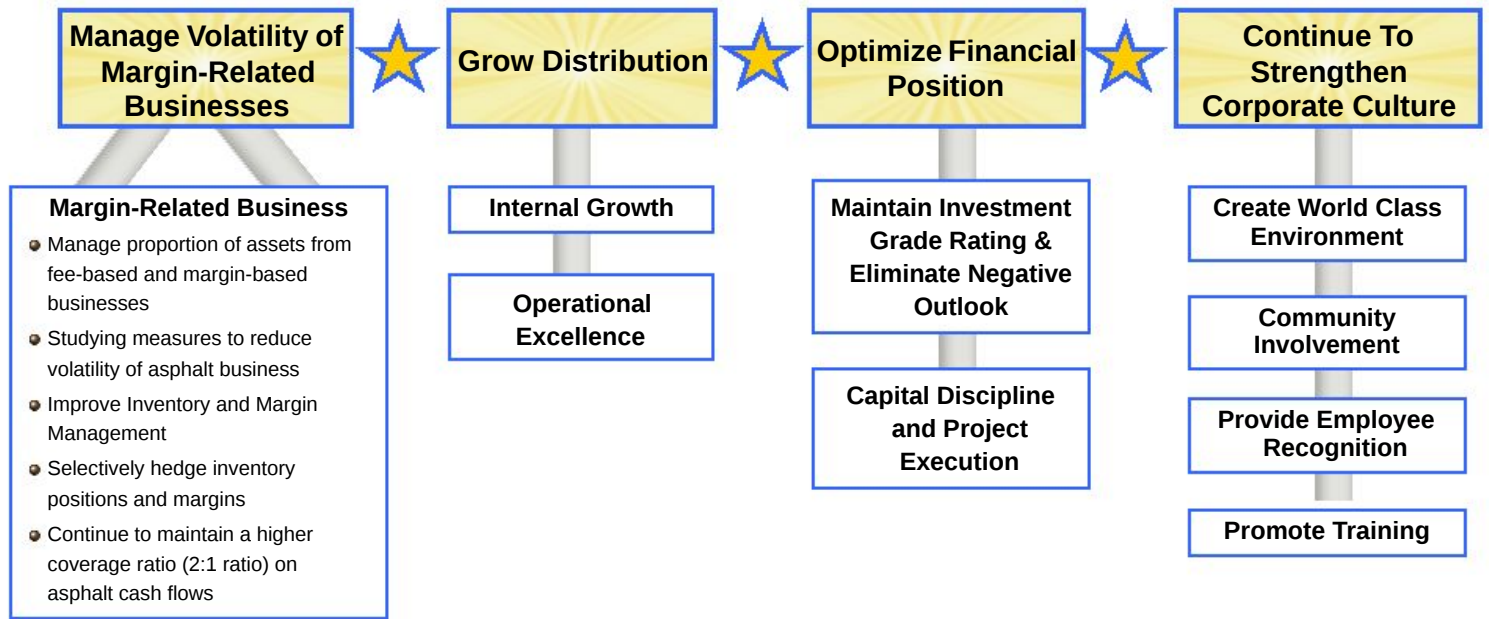 Manage Volatility of
Margin-Related
Businesses
Grow Distribution
Optimize Financial
Position
Continue To
Strengthen
Corporate Culture
Margin-Related Business
Manage proportion of assets from
fee-based and margin-based
businesses
Studying measures to reduce
volatility of asphalt business
Improve Inventory and Margin
Management
Selectively hedge inventory
positions and margins
Continue to maintain a higher
coverage ratio (2:1 ratio) on
asphalt cash flows
Internal Growth
Operational
Excellence
Maintain Investment
Grade Rating &
Eliminate Negative
Outlook
Capital Discipline
and Project
Execution
Create World Class
Environment
Community
Involvement
Provide Employee
Recognition
Promote Training